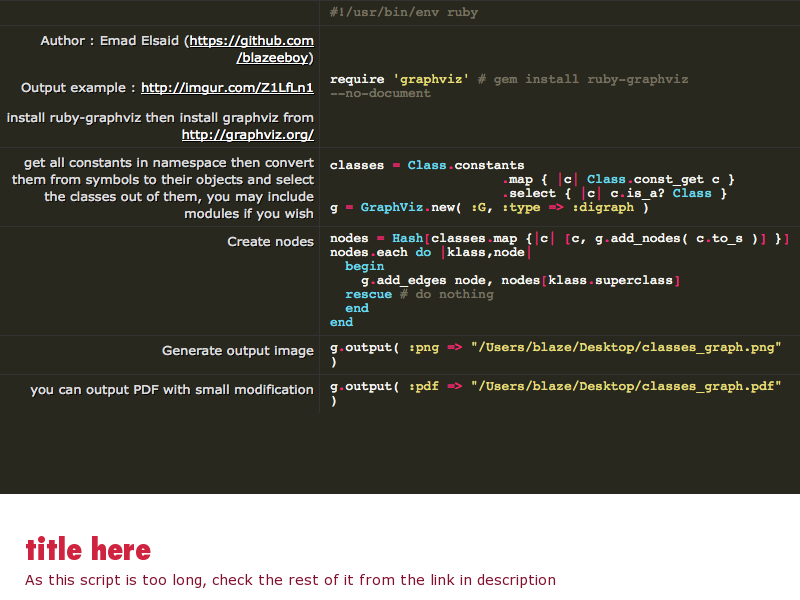 #!/usr/bin/env ruby
Author : Emad Elsaid (https://github.com
/blazeeboy)
Output example : http://imgur.com/Z1LfLn1
install ruby-graphviz then install graphviz from
http://graphviz.org/
require 'graphviz' # gem install ruby-graphviz
--no-document
get all constants in namespace then convert
them from symbols to their objects and select
the classes out of them, you may include
modules if you wish
classes = Class.constants
.map { |c| Class.const_get c }
.select { |c| c.is_a? Class }
g = GraphViz.new( :G, :type => :digraph )
Create nodes
nodes = Hash[classes.map {|c| [c, g.add_nodes( c.to_s )] }]
nodes.each do |klass,node|
begin
g.add_edges node, nodes[klass.superclass]
rescue # do nothing
end
end
Generate output image
g.output( :png => "/Users/blaze/Desktop/classes_graph.png"
)
you can output PDF with small modification
g.output( :pdf => "/Users/blaze/Desktop/classes_graph.pdf"
)
title here
As this script is too long, check the rest of it from the link in description